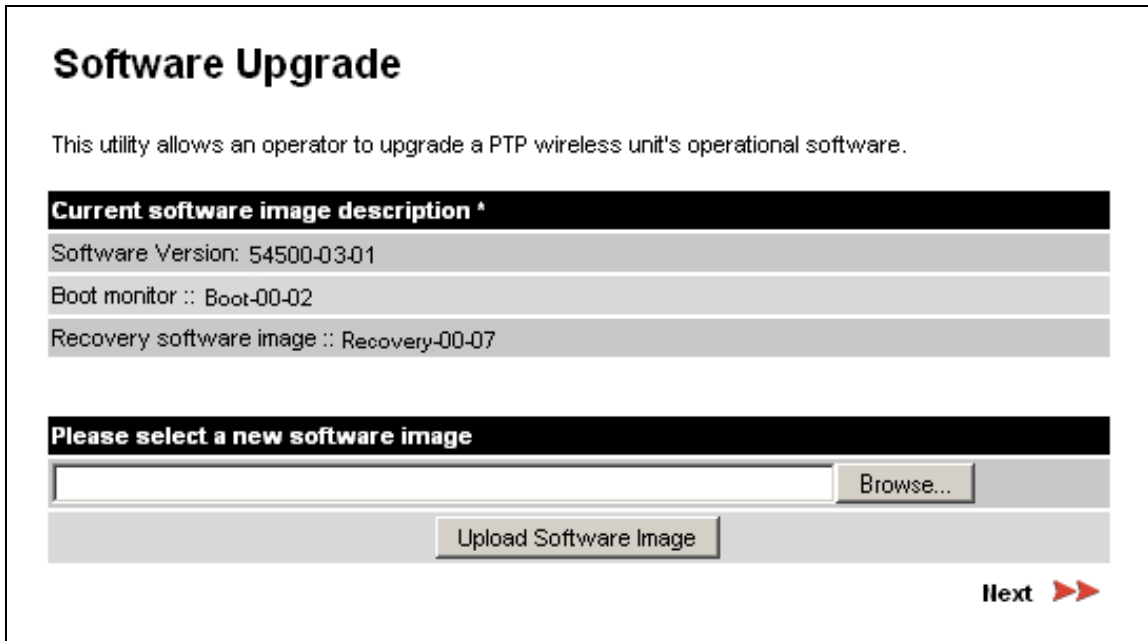 Software Upgrade
This utility allows an operator to upgrade a PTP wireless unit's operational software.
Current software image description *
Software Version: 54500-03-01
Boot monitor :: Boot-00-02
Recovery software image :: Recovery-00-07
Please select a new software image
Browse...
Upload Software Image
Next